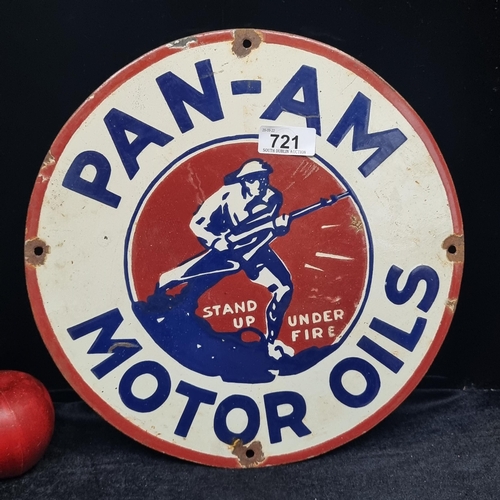 PAN-AM
721
STAND
UP
UNDER
FIRE
MOTOR OILS